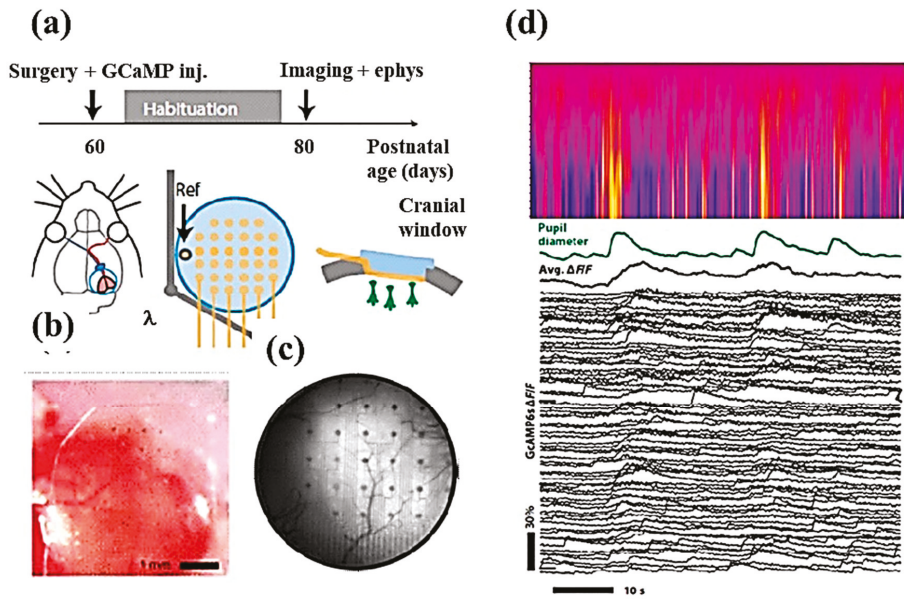 (a)
Surgery + GCaMP inj.
Imaging + ephys
Habituation
60
80
Postnatal
age (days)
Ref
Cranial
window
λ
(b)
1 mm
(c)
(d)
Pupil
diameter
Avg. ΔF/F
GcAMP6s ΔF/F
30%
10 s